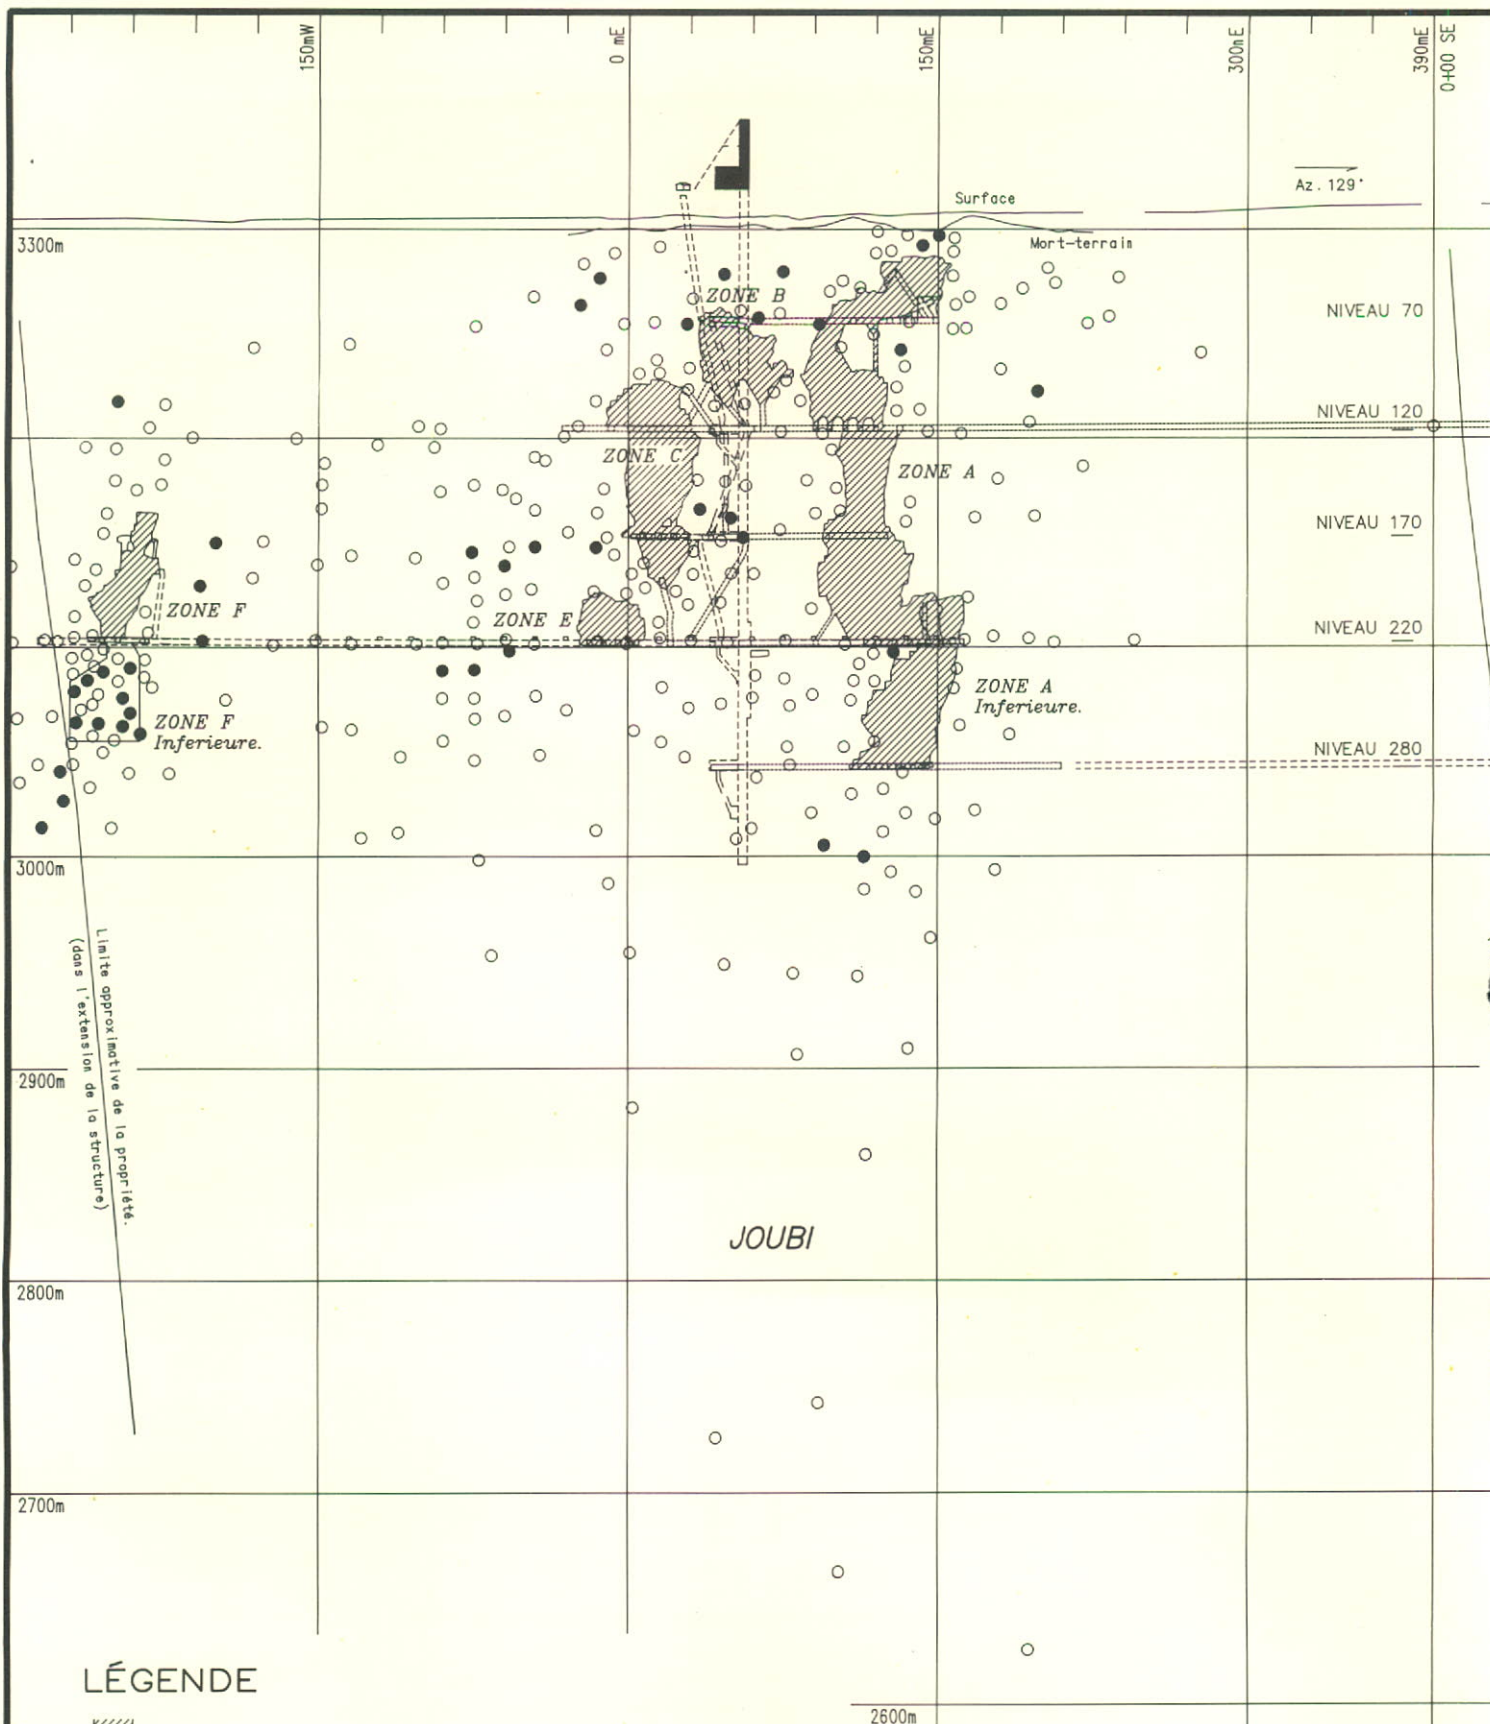 150mW
0 mE
150mE
300mE
390mE
0+00 SE
Az. 129°
Surface
3300m
Mort-terrain
ZONE B
NIVEAU 70
NIVEAU 120
ZONE C
ZONE A
NIVEAU 170
ZONE F
ZONE E
NIVEAU 220
ZONE A
Inferieure.
ZONE F
Inferieure.
NIVEAU 280
3000m
Limite approximative de la propriété.
(dans l'extension de la structure)
2900m
JOUBI
2800m
2700m
LÉGENDE
2600m